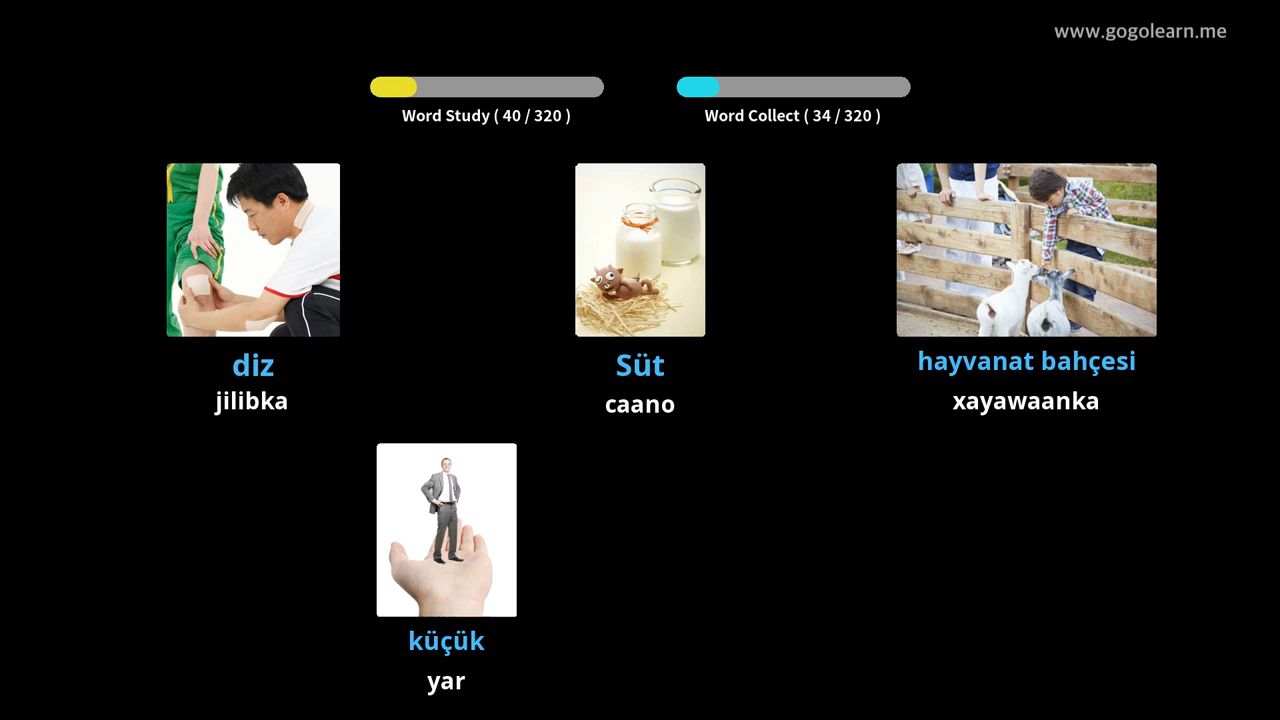 www.gogolearn.me
Word Study ( 40 / 320 )
Word Collect ( 34 / 320 )
diz
jilibka
Süt
caano
hayvanat bahçesi
xayawaanka
küçük
yar